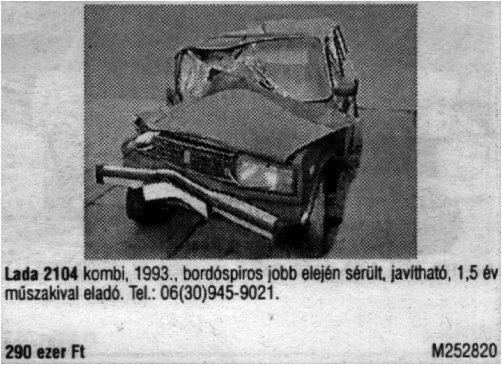 Lada 2104 kombi, 1993., bordóspiros jobb elején sérült, javítható, 1,5 év
műszakival eladó. Tel.: 06(30)945-9021.
290 ezer Ft M252820